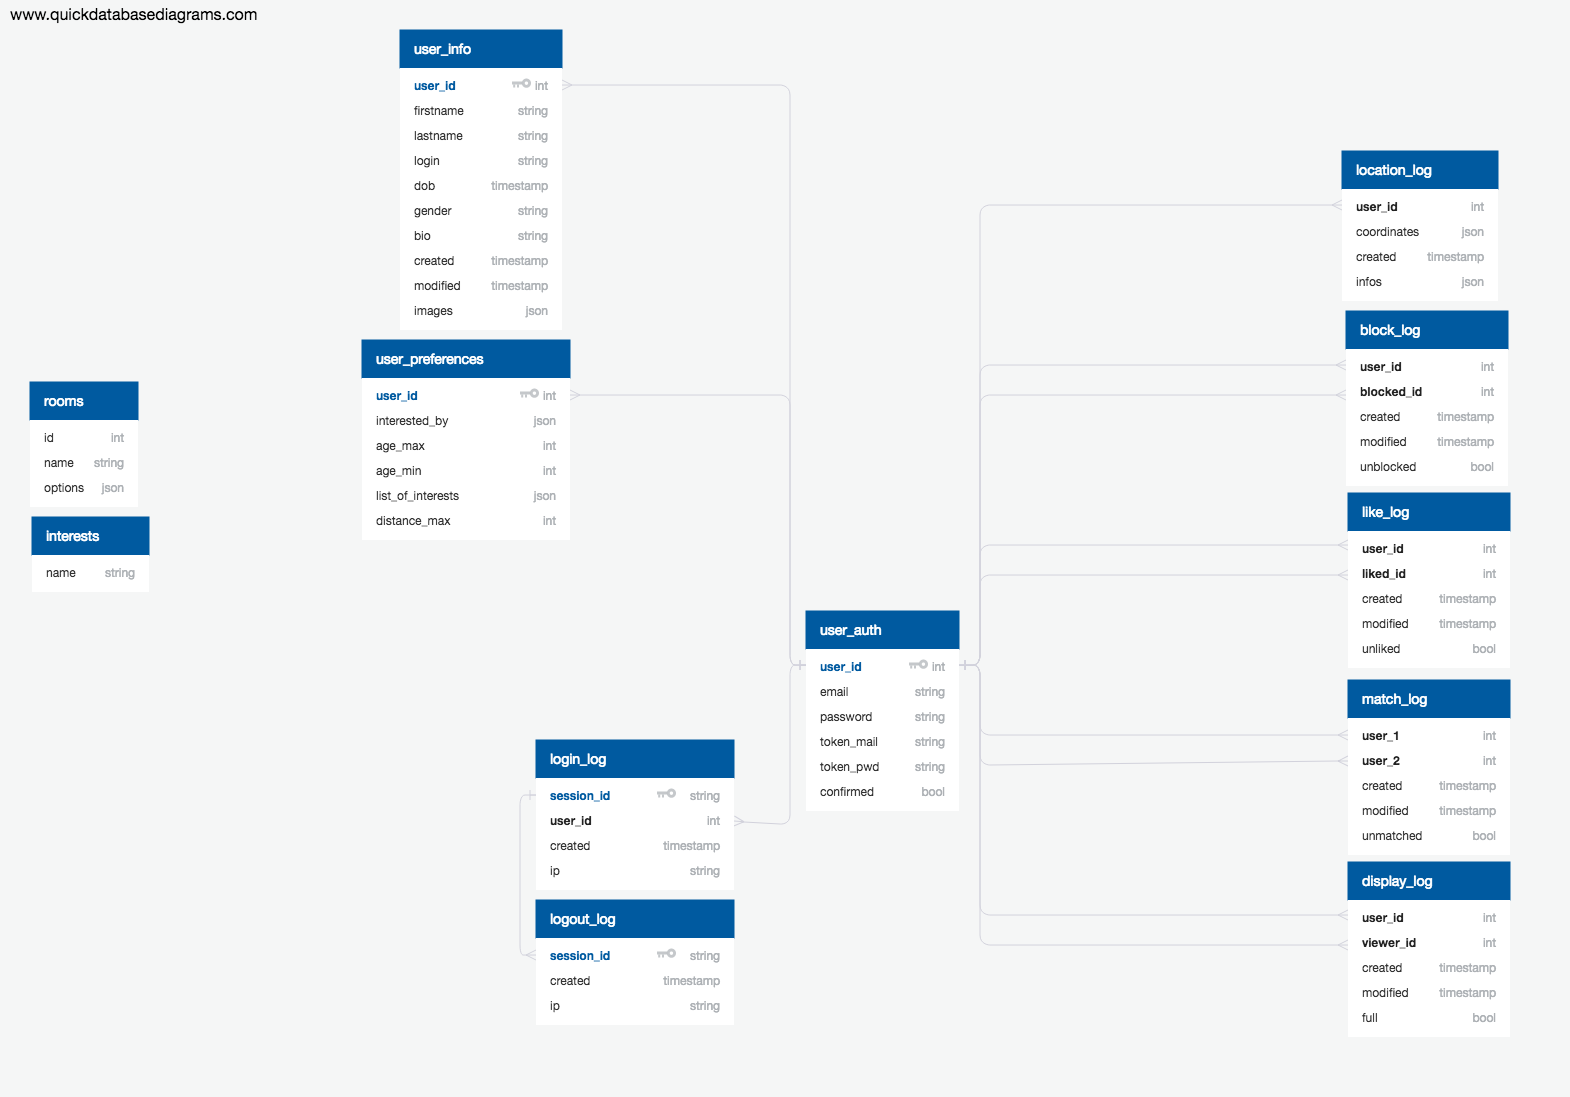 www.quickdatabasediagrams.com
user_info
user_id int
firstname string
lastname string
login string
dob timestamp
gender string
bio string
created timestamp
modified timestamp
images json
user_preferences
user_id int
interested_by json
age_max int
age_min int
list_of_interests json
distance_max int
rooms
id int
name string
options json
interests
name string
user_auth
user_id int
email string
password string
token_mail string
token_pwd string
confirmed bool
login_log
session_id string
user_id int
created timestamp
ip string
logout_log
session_id string
created timestamp
ip string
location_log
user_id int
coordinates json
created timestamp
infos json
block_log
user_id int
blocked_id int
created timestamp
modified timestamp
unblocked bool
like_log
user_id int
liked_id int
created timestamp
modified timestamp
unliked bool
match_log
user_1 int
user_2 int
created timestamp
modified timestamp
unmatched bool
display_log
user_id int
viewer_id int
created timestamp
modified timestamp
full bool